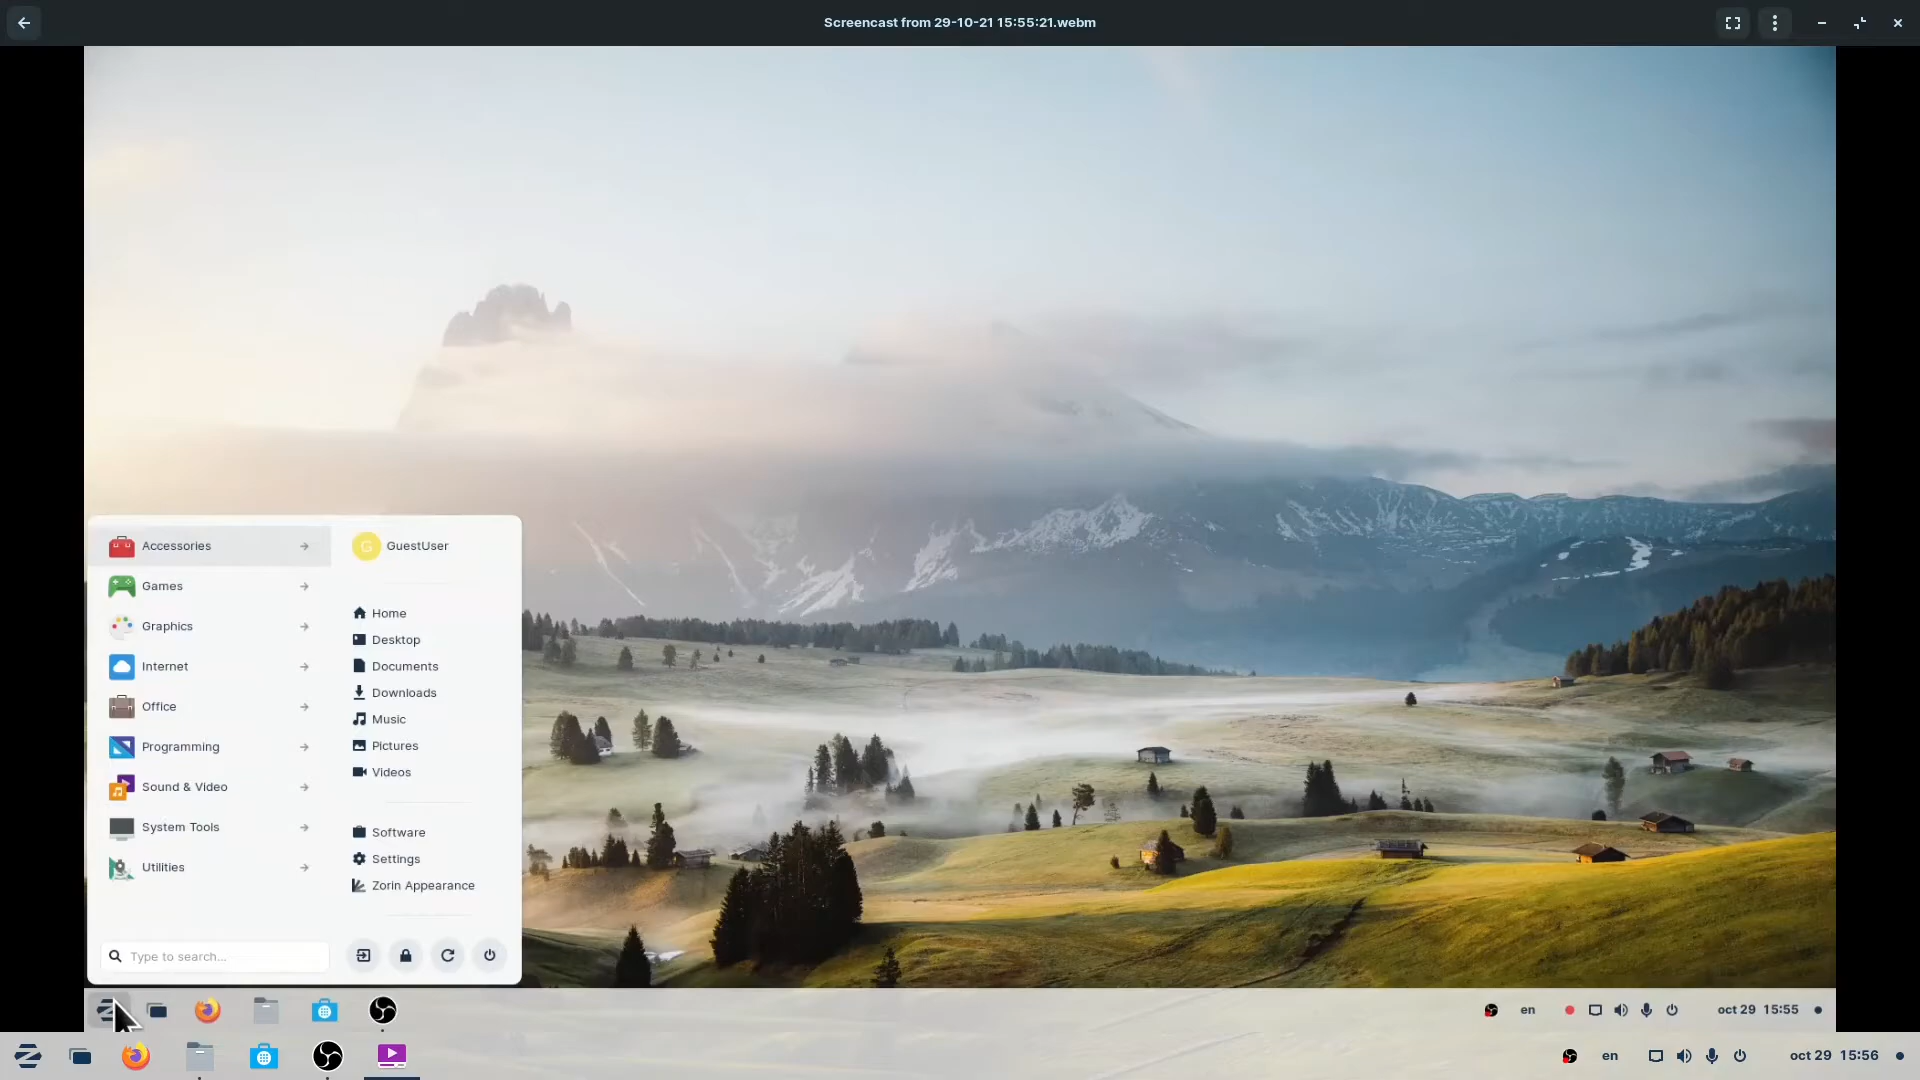 Screencast from 29-10-21 15:55:21.webm
Accessories
Games
Graphics
Internet
Office
Programming
Sound & Video
System Tools
Utilities
Type to search...
G GuestUser
Home
Desktop
Documents
Downloads
Music
Pictures
Videos
Software
Settings
Zorin Appearance
en oct 29 15:55
en oct 29 15:56